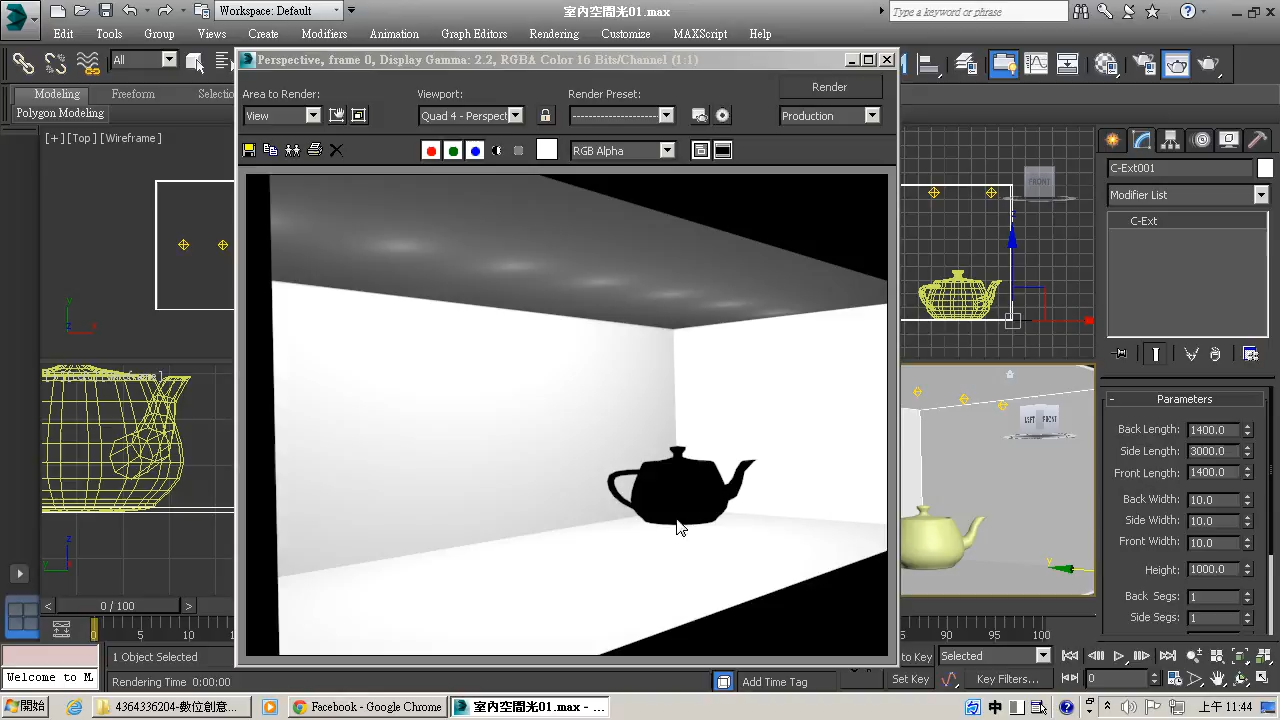 Workspace: Default
室內空間光01.max
Type a keyword or phrase
Edit Tools Group Views Create Modifiers Animation Graph Editors Rendering Customize MAXScript Help
All
Perspective, frame 0, Display Gamma: 2.2, RGBA Color 16 Bits/Channel (1:1)
Modeling Freeform Selectio
Polygon Modeling
Area to Render:
View
Viewport:
Quad 4 - Perspect
Render Preset:
Render
Production
RGB Alpha
[+][Top][Wireframe]
FRONT
LEFT FRONT
C-Ext001
Modifier List
C-Ext
- Parameters
Back Length: 1400.0
Side Length: 3000.0
Front Length: 1400.0
Back Width: 10.0
Side Width: 10.0
Front Width: 10.0
Height: 1000.0
Back Segs: 1
Side Segs: 1
< 0 / 100 >
0 5 10 90 95 100
1 Object Selected
Welcome to M
Rendering Time 0:00:00
Add Time Tag
to Key
Selected
Set Key
Key Filters...
0
開始
4364336204-數位創意...
Facebook - Google Chrome
室內空間光01.max - ...
中
上午 11:44